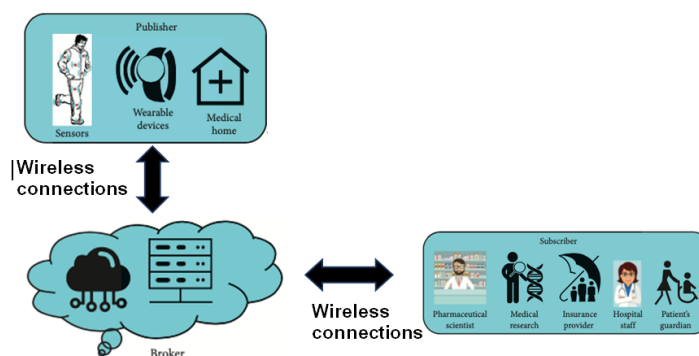 Publisher
Sensors
Wearable
devices
Medical
home
Wireless
connections
Broker
Wireless
connections
Subscriber
Pharmaceutical
scientist
Medical
research
Insurance
provider
Hospital
staff
Patient's
guardian